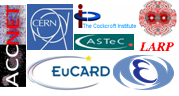 ACCNET
CERN
The Cockcroft Institute
ASTeC
LARP
EuCARD